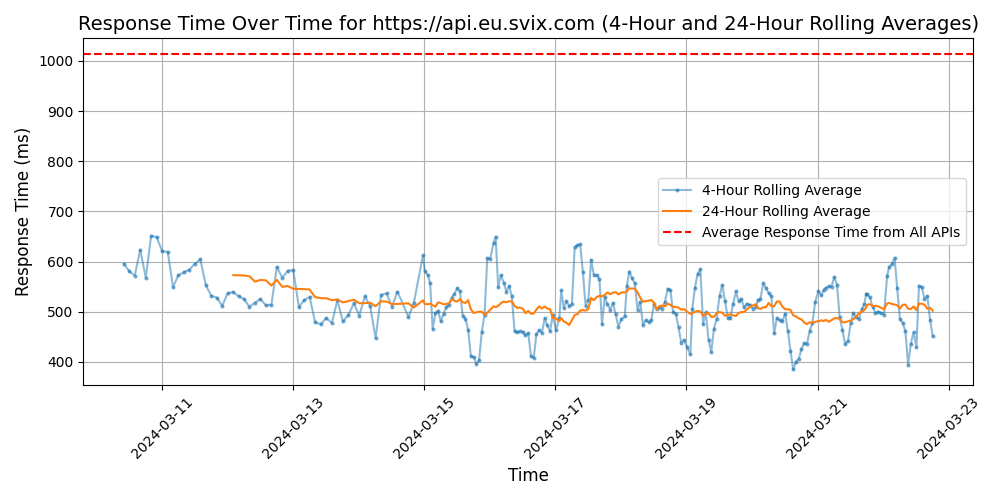 Response Time Over Time for https://api.eu.svix.com (4-Hour and 24-Hour Rolling Averages)
Response Time (ms)
1000
900
800
700
600
500
400
4-Hour Rolling Average
24-Hour Rolling Average
Average Response Time from All APIs
2024-03-11
2024-03-13
2024-03-15
2024-03-17
2024-03-19
2024-03-21
2024-03-23
Time